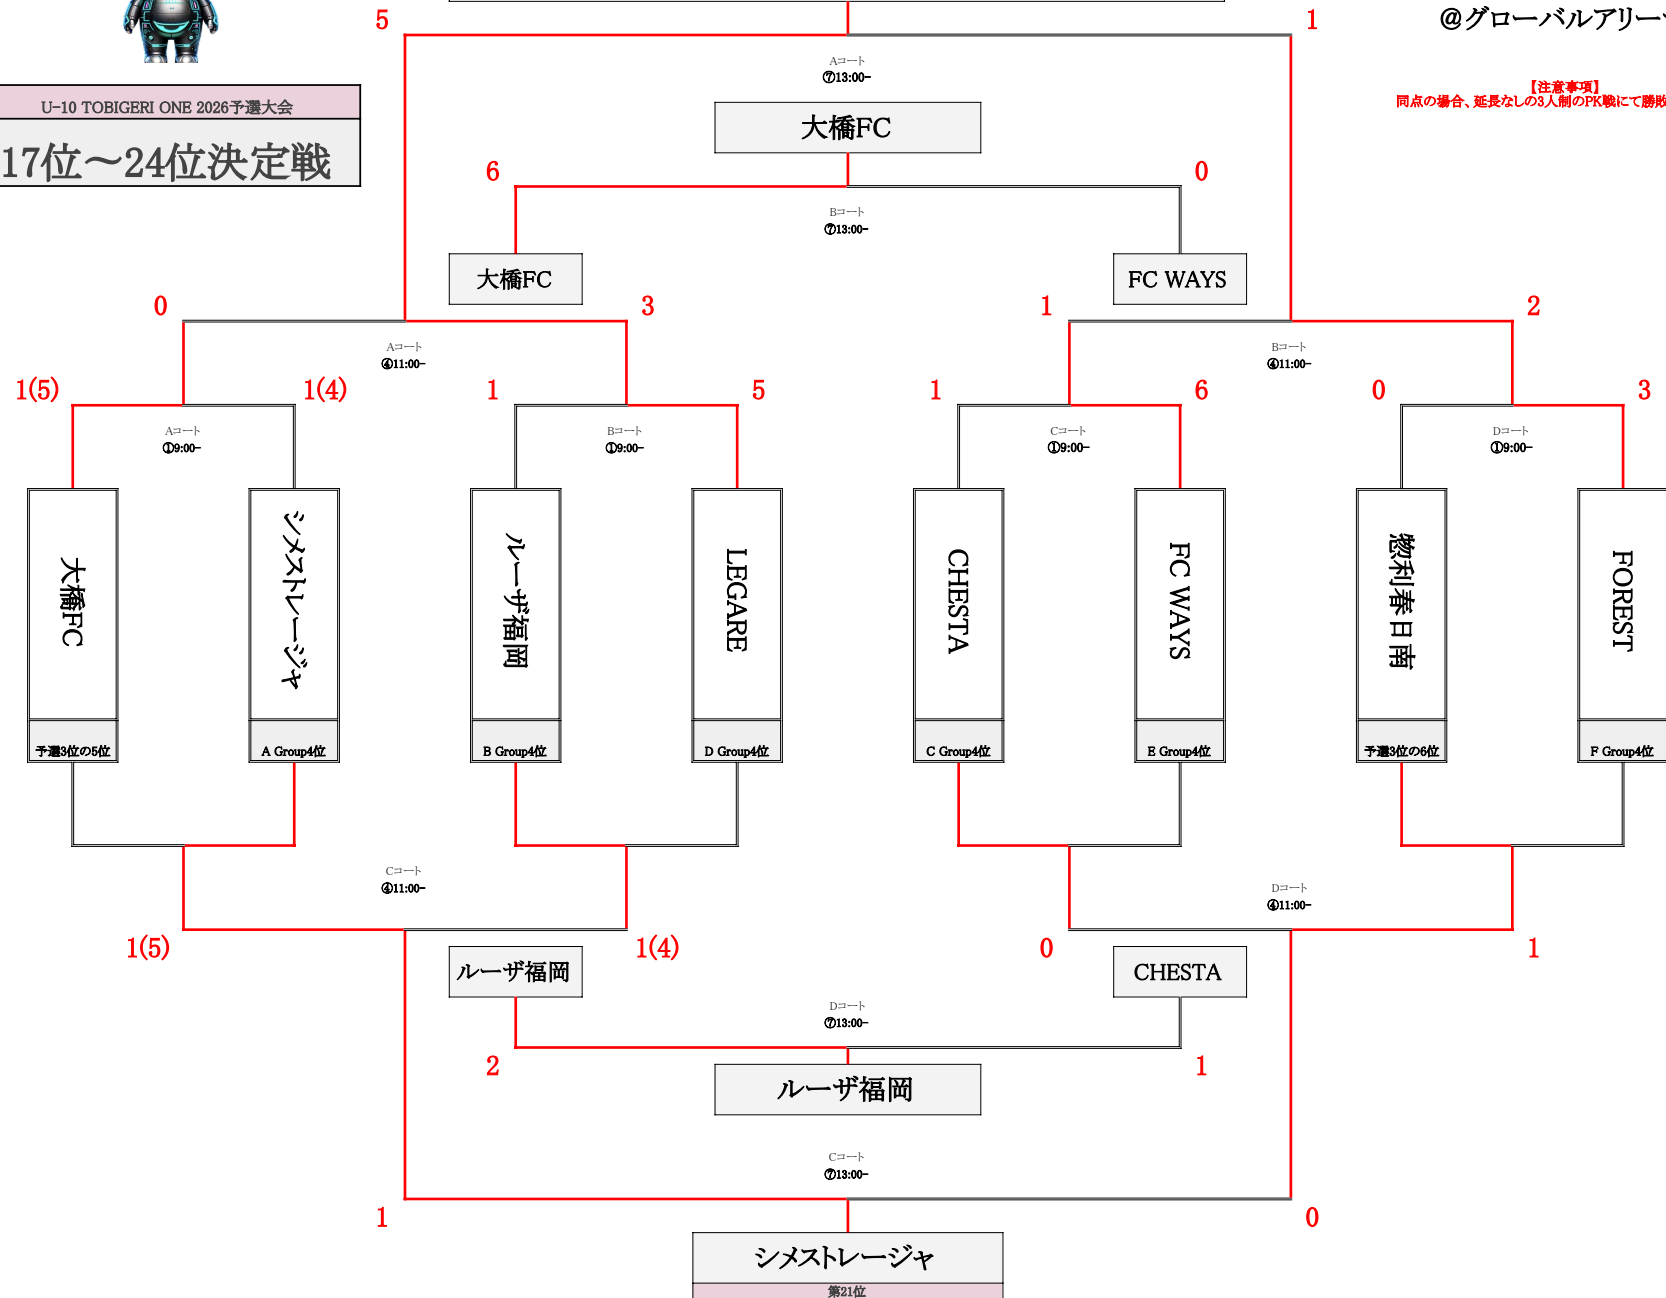 5
1
@グローバルアリー
Aコート
⑦13:00-
【注意事項】
同点の場合、延長なしの3人制のPK戦にて勝敗
U-10 TOBIGERI ONE 2026予選大会
17位～24位決定戦
大橋FC
6
0
Bコート
⑦13:00-
大橋FC
FC WAYS
0
3
1
2
Aコート
④11:00-
Bコート
④11:00-
1(5)
1(4)
1
5
1
6
0
3
Aコート
①9:00-
Bコート
①9:00-
Cコート
①9:00-
Dコート
①9:00-
大橋FC
シメストレージャ
ルーザ福岡
LEGARE
CHESTA
FC WAYS
惣利春日南
FOREST
予選3位の5位
A Group4位
B Group4位
D Group4位
C Group4位
E Group4位
予選3位の6位
F Group4位
Cコート
④11:00-
Dコート
④11:00-
1(5)
1(4)
0
1
ルーザ福岡
CHESTA
Dコート
⑦13:00-
2
1
ルーザ福岡
Cコート
⑦13:00-
1
0
シメストレージャ
第21位